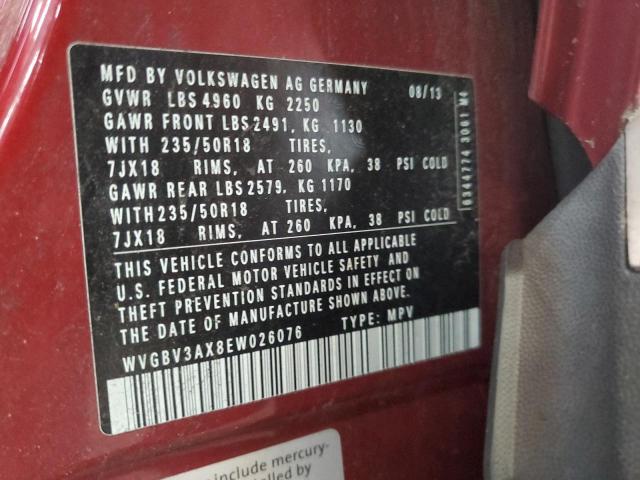 MFD BY VOLKSWAGEN AG GERMANY 08/13
GVWR LBS 4960 KG 2250
GAWR FRONT LBS 2491, KG 1130
WITH 235/50R18 TIRES,
7JX18 RIMS, AT 260 KPA, 38 PSI COLD
GAWR REAR LBS 2579, KG 1170
WITH 235/50R18 TIRES,
7JX18 RIMS, AT 260 KPA, 38 PSI COLD
THIS VEHICLE CONFORMS TO ALL APPLICABLE
U.S. FEDERAL MOTOR VEHICLE SAFETY AND
THEFT PREVENTION STANDARDS IN EFFECT ON
THE DATE OF MANUFACTURE SHOWN ABOVE.
WVGBV3AX8EW026076 TYPE: MPV
6344774 3061 M4
include mercury-
lled by